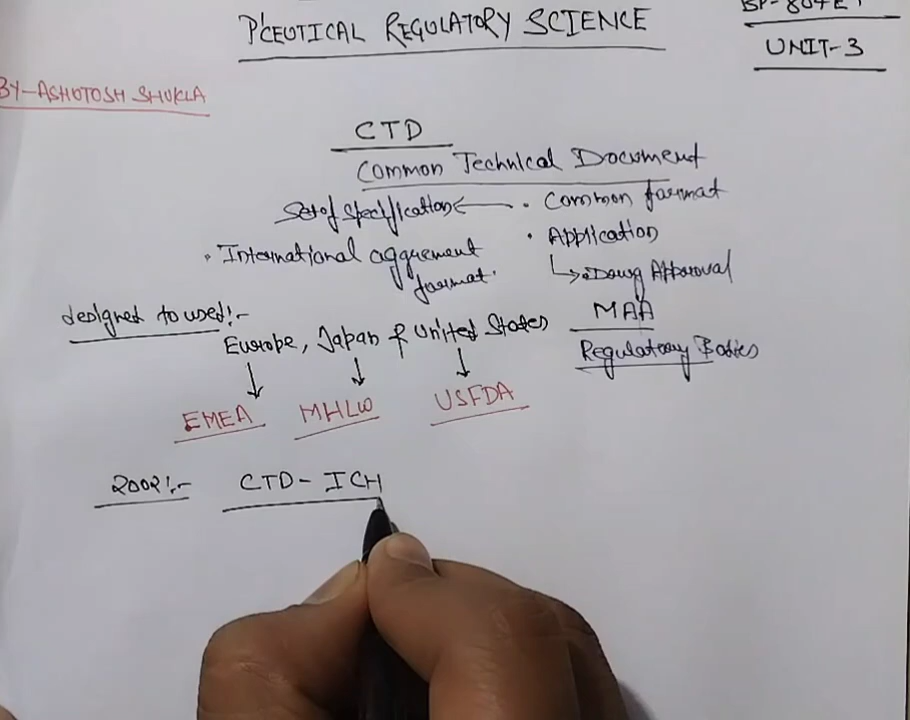 P'CEUTICAL REGULATORY SCIENCE
BP-804ET
UNIT-3
BY-ASHUTOSH SHUKLA
CTD
Common Technical Document
Set of specification ← . • Common format
• International aggrement format.
• Application
↳ • Drug Approval
MAA
Regulatory Bodies
designed to used!-
Europe, Japan & United States
↓ ↓ ↓
EMEA MHLW USFDA
2002!- CTD - ICH